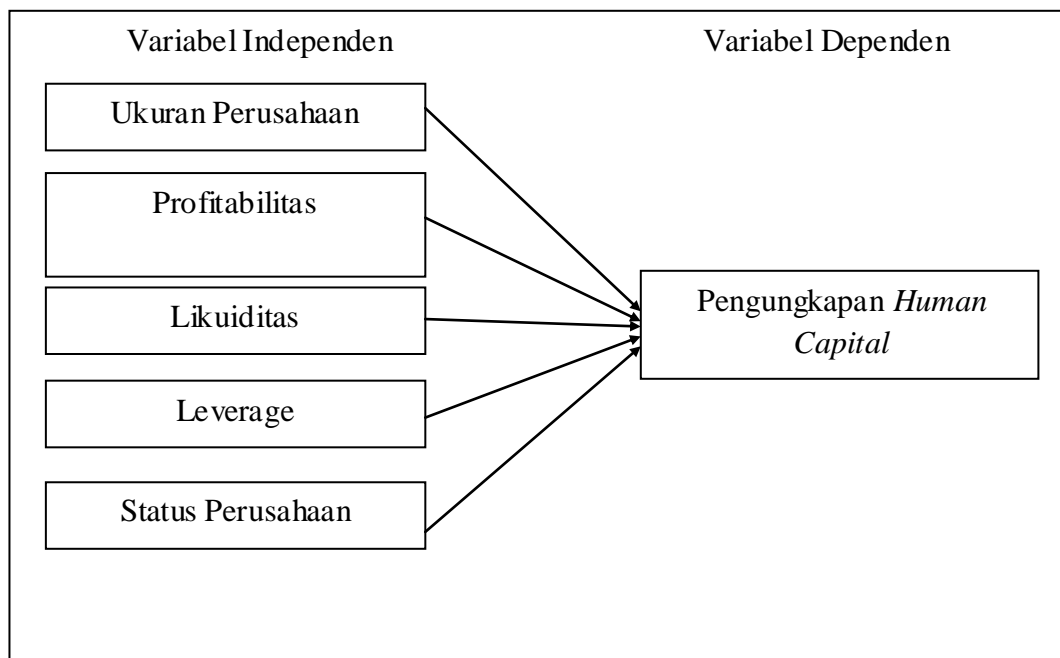 Variabel Independen
Variabel Dependen
Ukuran Perusahaan
Profitabilitas
Likuiditas
Leverage
Status Perusahaan
Pengungkapan Human
Capital